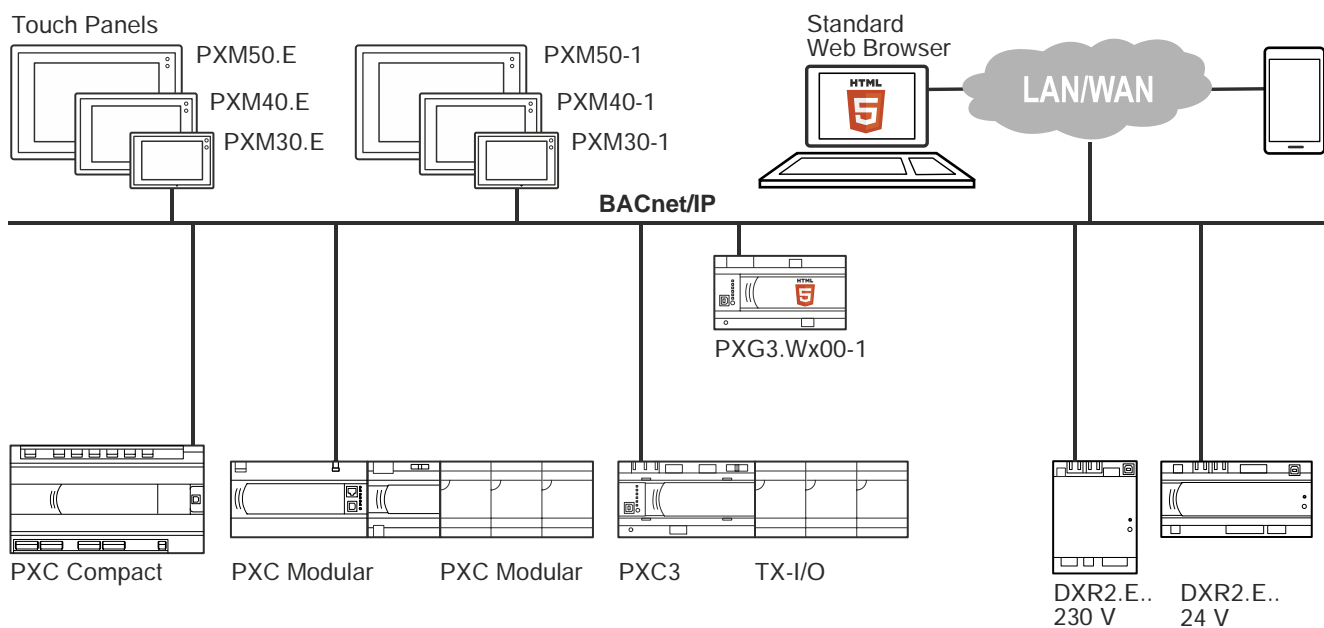 Touch Panels
PXM50.E
PXM40.E
PXM30.E
PXM50-1
PXM40-1
PXM30-1
Standard
Web Browser
HTML
5
LAN/WAN
BACnet/IP
HTML
5
PXG3.Wx00-1
PXC Compact
PXC Modular
PXC Modular
PXC3
TX-I/O
DXR2.E..
230 V
DXR2.E..
24 V